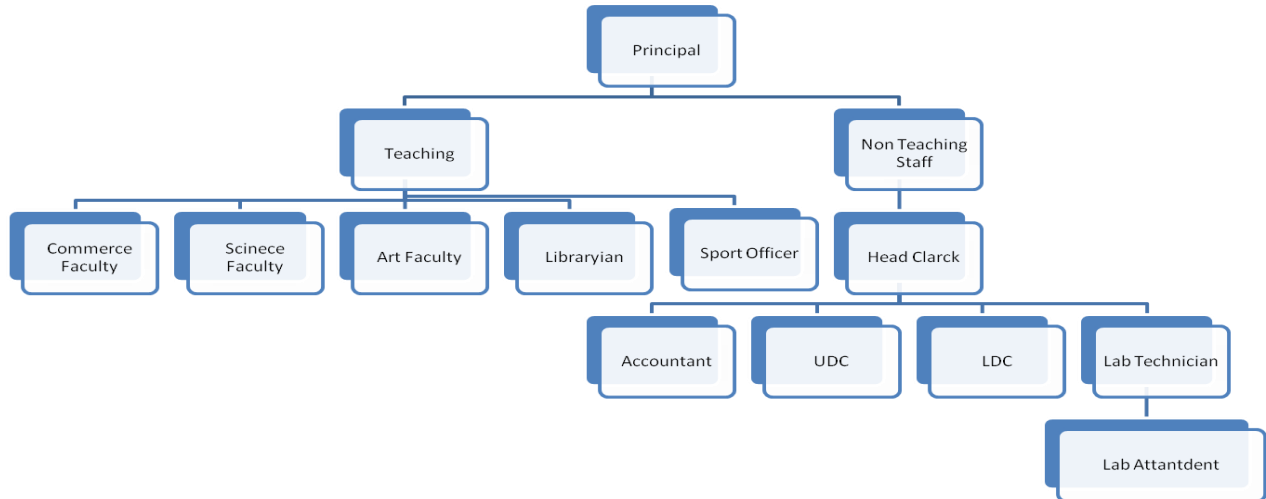 Principal
Teaching
Non Teaching
Staff
Commerce
Faculty
Scinece
Faculty
Art Faculty
Libraryian
Sport Officer
Head Clarck
Accountant
UDC
LDC
Lab Technician
Lab Attantdent